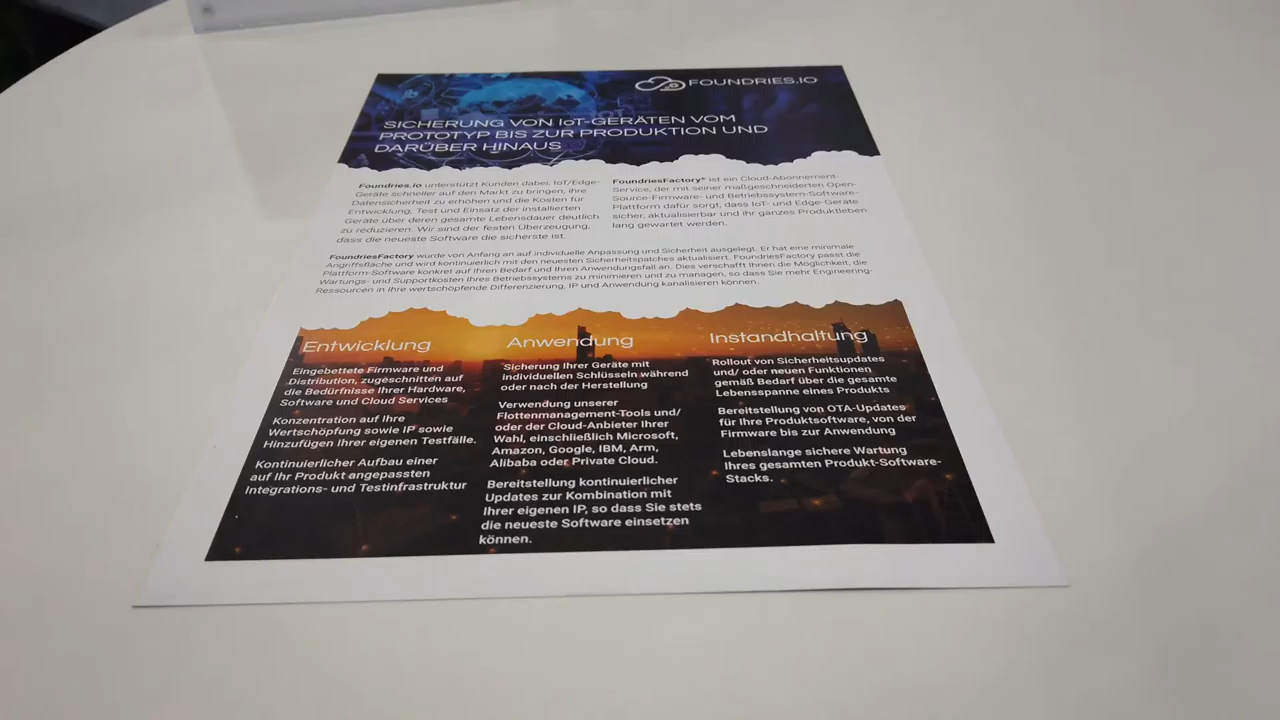 FOUNDRIES.IO
SICHERUNG VON IoT-GERÄTEN VOM
PROTOTYP BIS ZUR PRODUKTION UND
DARÜBER HINAUS
Foundries.io unterstützt Kunden dabei, IoT/Edge-
Geräte schneller auf den Markt zu bringen, ihre
Datensicherheit zu erhöhen und die Kosten für
Entwicklung, Test und Einsatz der installierten
Geräte über deren gesamte Lebensdauer deutlich
zu reduzieren. Wir sind der festen Überzeugung,
dass die neueste Software die sicherste ist.
FoundriesFactory® ist ein Cloud-Abonnement-
Service, der mit seiner maßgeschneiderten Open-
Source-Firmware- und Betriebssystem-Software-
Plattform dafür sorgt, dass IoT- und Edge-Geräte
sicher, aktualisierbar und ihr ganzes Produktleben
lang gewartet werden.
FoundriesFactory wurde von Anfang an auf individuelle Anpassung und Sicherheit ausgelegt. Er hat eine minimale
Angriffsfläche und wird kontinuierlich mit den neuesten Sicherheitspatches aktualisiert. FoundriesFactory passt die
Plattform-Software konkret auf Ihren Bedarf und Ihren Anwendungsfall an. Dies verschafft Ihnen die Möglichkeit, die
Wartungs- und Supportkosten Ihres Betriebssystems zu minimieren und zu managen, so dass Sie mehr Engineering-
Ressourcen in Ihre wertschöpfende Differenzierung, IP und Anwendung kanalisieren können.
Entwicklung
Eingebettete Firmware und
Distribution, zugeschnitten auf
die Bedürfnisse Ihrer Hardware,
Software und Cloud Services
Konzentration auf Ihre
Wertschöpfung sowie IP sowie
Hinzufügen Ihrer eigenen Testfälle.
Kontinuierlicher Aufbau einer
auf Ihr Produkt angepassten
Integrations- und Testinfrastruktur
Anwendung
Sicherung Ihrer Geräte mit
individuellen Schlüsseln während
oder nach der Herstellung
Verwendung unserer
Flottenmanagement-Tools und/
oder der Cloud-Anbieter Ihrer
Wahl, einschließlich Microsoft,
Amazon, Google, IBM, Arm,
Alibaba oder Private Cloud.
Bereitstellung kontinuierlicher
Updates zur Kombination mit
Ihrer eigenen IP, so dass Sie stets
die neueste Software einsetzen
können.
Instandhaltung
Rollout von Sicherheitsupdates
und/ oder neuen Funktionen
gemäß Bedarf über die gesamte
Lebensspanne eines Produkts
Bereitstellung von OTA-Updates
für Ihre Produktsoftware, von der
Firmware bis zur Anwendung
Lebenslange sichere Wartung
Ihres gesamten Produkt-Software-
Stacks.